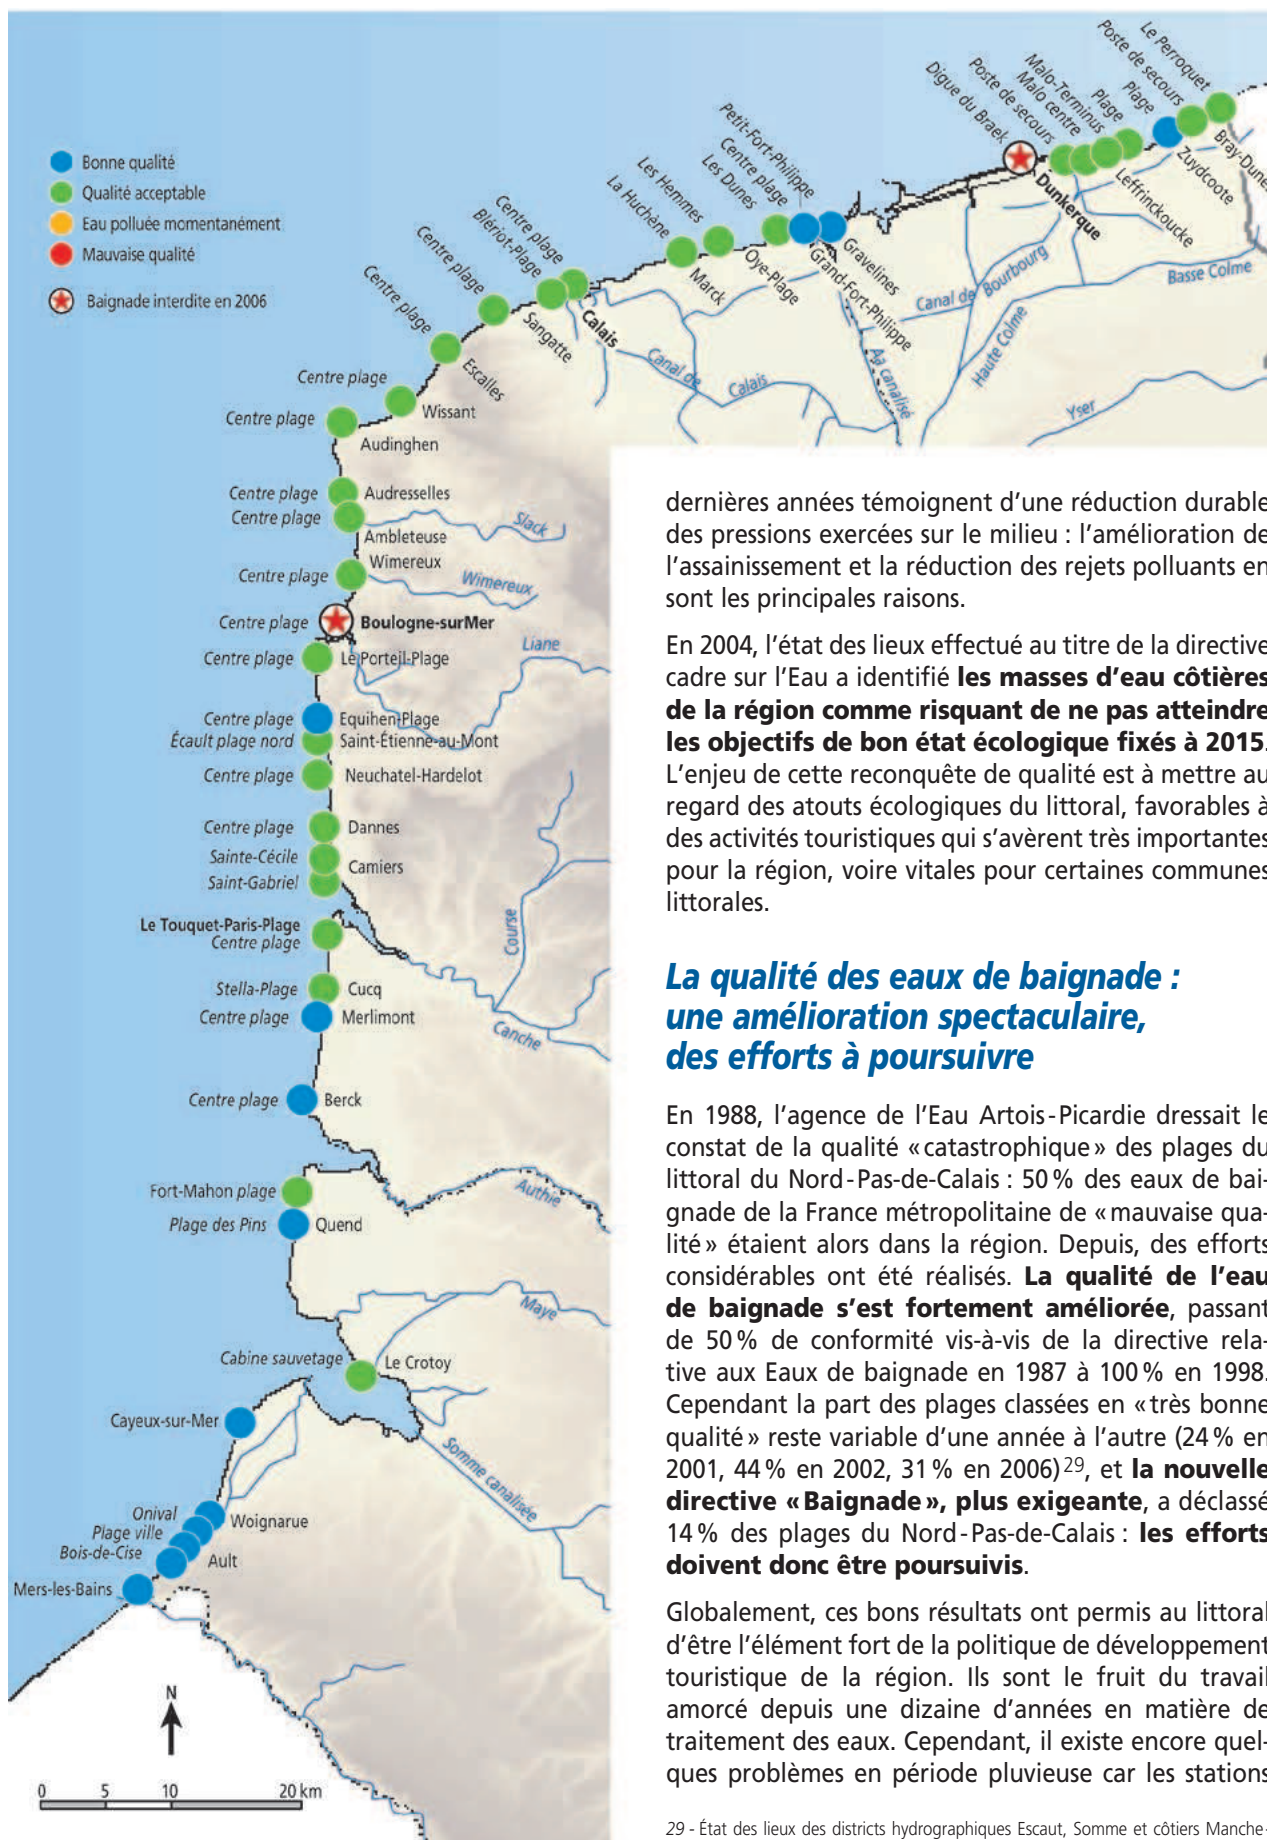 Bonne qualité
Qualité acceptable
Eau polluée momentanément
Mauvaise qualité
Baignade interdite en 2006
Le Perroquet
Poste de secours
Bray-Dunes
Plage
Zuydcoote
Plage
Leffrinckoucke
Malo-Terminus
Malo centre
Poste de secours
Dunkerque
Digue du Braek
Petit-Fort-Philippe
Gravelines
Centre plage
Grand-Fort-Philippe
Les Dunes
Oye-Plage
Les Hemmes
La Huchène
Marck
Centre plage
Calais
Blériot-Plage
Centre plage
Sangatte
Centre plage
Escalles
Canal de Bourbourg
Basse Colme
Haute Colme
Aa canalisé
Canal de Calais
Yser
Centre plage
Wissant
Centre plage
Audinghen
Centre plage Audresselles
Centre plage
Ambleteuse
Slack
Wimereux
Centre plage
Wimereux
Centre plage Boulogne-surMer
Centre plage Le Porteil-Plage
Liane
Centre plage Equihen-Plage
Écault plage nord Saint-Étienne-au-Mont
Centre plage Neuchatel-Hardelot
Centre plage Dannes
Sainte-Cécile
Camiers
Saint-Gabriel
Course
Le Touquet-Paris-Plage
Centre plage
Stella-Plage Cucq
Centre plage Merlimont
Canche
Centre plage Berck
Authie
Fort-Mahon plage
Plage des Pins Quend
Maye
Cabine sauvetage Le Crotoy
Cayeux-sur-Mer
Somme canalisée
Onival
Woignarue
Plage ville
Bois-de-Cise
Ault
Mers-les-Bains
N
0 5 10 20 km
dernières années témoignent d'une réduction durable
des pressions exercées sur le milieu : l'amélioration de
l'assainissement et la réduction des rejets polluants en
sont les principales raisons.
En 2004, l'état des lieux effectué au titre de la directive
cadre sur l'Eau a identifié les masses d'eau côtières
de la région comme risquant de ne pas atteindre
les objectifs de bon état écologique fixés à 2015.
L'enjeu de cette reconquête de qualité est à mettre au
regard des atouts écologiques du littoral, favorables à
des activités touristiques qui s'avèrent très importantes
pour la région, voire vitales pour certaines communes
littorales.
La qualité des eaux de baignade :
une amélioration spectaculaire,
des efforts à poursuivre
En 1988, l'agence de l'Eau Artois-Picardie dressait le
constat de la qualité «catastrophique» des plages du
littoral du Nord-Pas-de-Calais : 50 % des eaux de bai-
gnade de la France métropolitaine de «mauvaise qua-
lité» étaient alors dans la région. Depuis, des efforts
considérables ont été réalisés. La qualité de l'eau
de baignade s'est fortement améliorée, passant
de 50 % de conformité vis-à-vis de la directive rela-
tive aux Eaux de baignade en 1987 à 100 % en 1998.
Cependant la part des plages classées en «très bonne
qualité» reste variable d'une année à l'autre (24 % en
2001, 44 % en 2002, 31 % en 2006)29, et la nouvelle
directive «Baignade», plus exigeante, a déclassé
14 % des plages du Nord-Pas-de-Calais : les efforts
doivent donc être poursuivis.
Globalement, ces bons résultats ont permis au littoral
d'être l'élément fort de la politique de développement
touristique de la région. Ils sont le fruit du travail
amorcé depuis une dizaine d'années en matière de
traitement des eaux. Cependant, il existe encore quel-
ques problèmes en période pluvieuse car les stations
29 - État des lieux des districts hydrographiques Escaut, Somme et côtiers Manche-